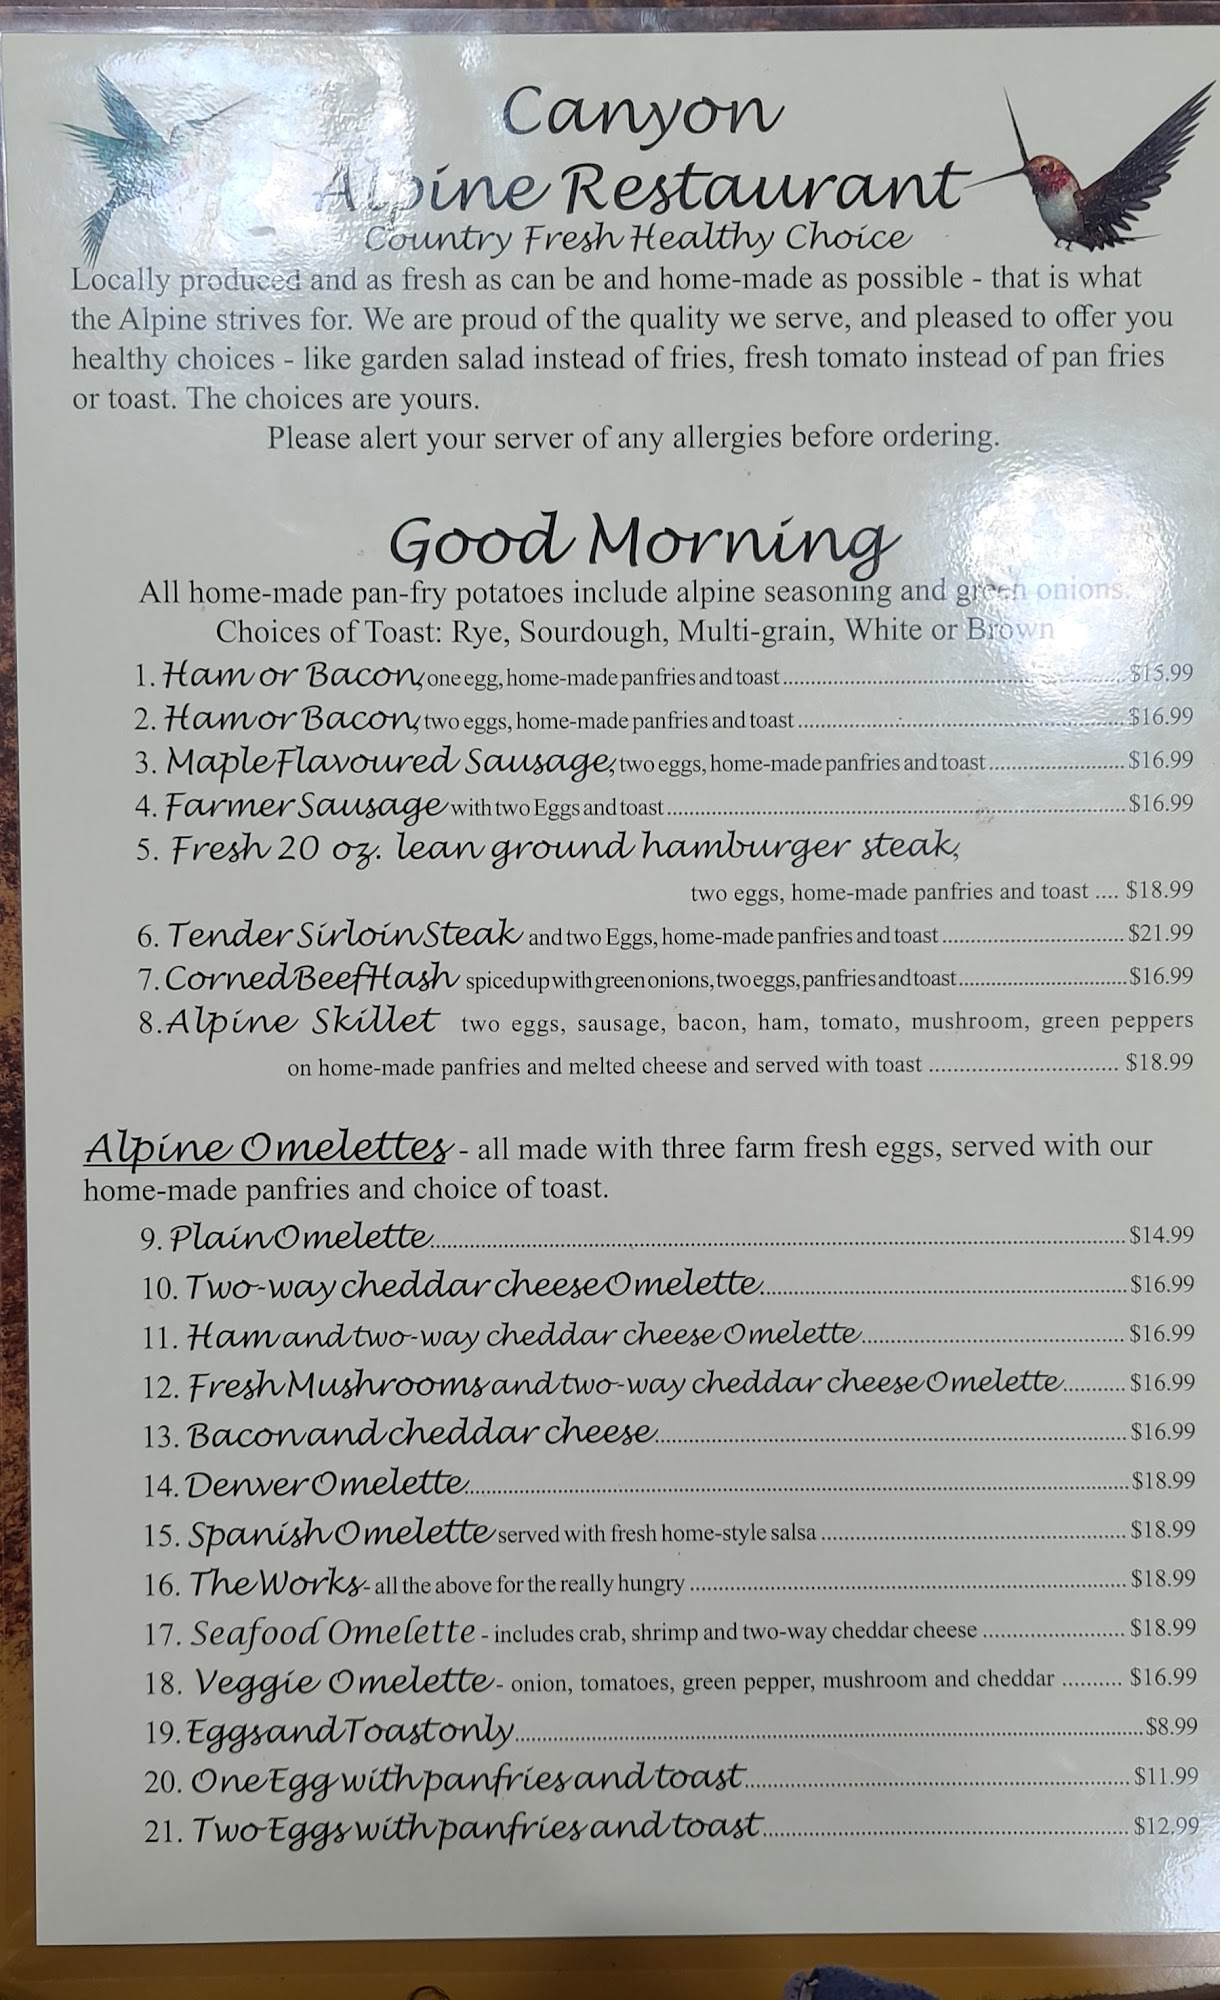 Canyon
Alpine Restaurant
Country Fresh Healthy Choice
Locally produced and as fresh as can be and home-made as possible - that is what
the Alpine strives for. We are proud of the quality we serve, and pleased to offer you
healthy choices - like garden salad instead of fries, fresh tomato instead of pan fries
or toast. The choices are yours.
Please alert your server of any allergies before ordering.
Good Morning
All home-made pan-fry potatoes include alpine seasoning and green onions.
Choices of Toast: Rye, Sourdough, Multi-grain, White or Brown
1. Ham or Bacon, one egg, home-made panfries and toast.......... $15.99
2. Ham or Bacon, two eggs, home-made panfries and toast.......... $16.99
3. Maple Flavoured Sausage, two eggs, home-made panfries and toast.......... $16.99
4. Farmer Sausage with two Eggs and toast.......... $16.99
5. Fresh 20 oz. lean ground hamburger steak,
two eggs, home-made panfries and toast .... $18.99
6. Tender Sirloin Steak and two Eggs, home-made panfries and toast.......... $21.99
7. Corned Beef Hash spiced up with green onions, two eggs, panfries and toast.......... $16.99
8. Alpine Skillet two eggs, sausage, bacon, ham, tomato, mushroom, green peppers
on home-made panfries and melted cheese and served with toast .......... $18.99
Alpine Omelettes - all made with three farm fresh eggs, served with our
home-made panfries and choice of toast.
9. Plain Omelette.......... $14.99
10. Two-way cheddar cheese Omelette.......... $16.99
11. Ham and two-way cheddar cheese Omelette.......... $16.99
12. Fresh Mushrooms and two-way cheddar cheese Omelette.......... $16.99
13. Bacon and cheddar cheese.......... $16.99
14. Denver Omelette.......... $18.99
15. Spanish Omelette served with fresh home-style salsa .......... $18.99
16. The Works - all the above for the really hungry .......... $18.99
17. Seafood Omelette - includes crab, shrimp and two-way cheddar cheese .......... $18.99
18. Veggie Omelette - onion, tomatoes, green pepper, mushroom and cheddar .......... $16.99
19. Eggs and Toast only.......... $8.99
20. One Egg with panfries and toast.......... $11.99
21. Two Eggs with panfries and toast.......... $12.99